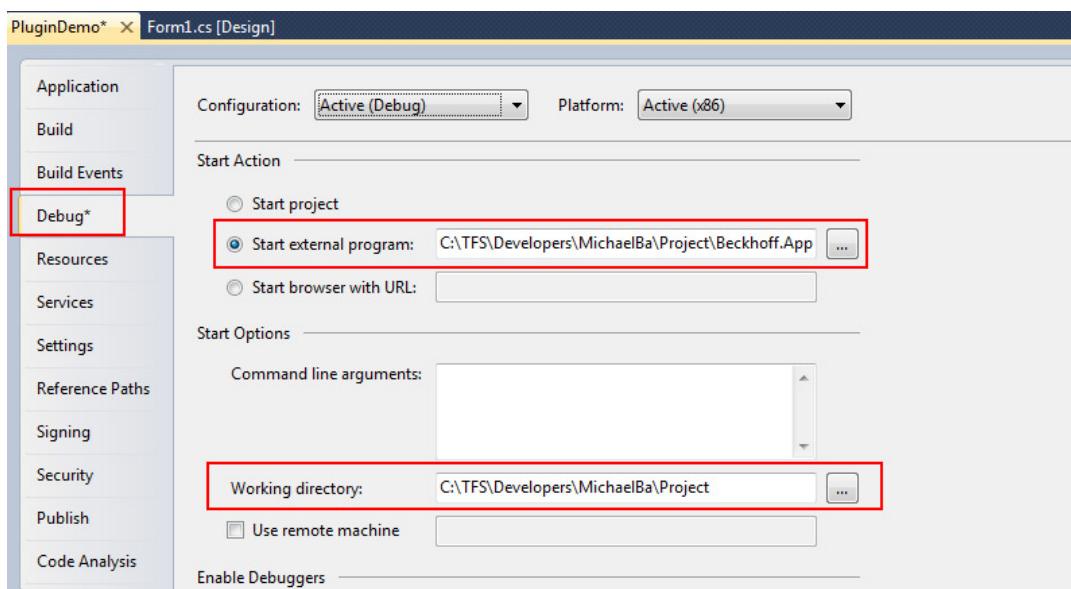 PluginDemo* Form1.cs [Design]
Application
Configuration: Active (Debug) Platform: Active (x86)
Build
Start Action
Build Events
Start project
Debug*
Start external program: C:\TFS\Developers\MichaelBa\Project\Beckhoff.App ...
Resources
Start browser with URL:
Services
Start Options
Settings
Command line arguments:
Reference Paths
Signing
Security
Working directory: C:\TFS\Developers\MichaelBa\Project ...
Publish
Use remote machine
Code Analysis
Enable Debuggers